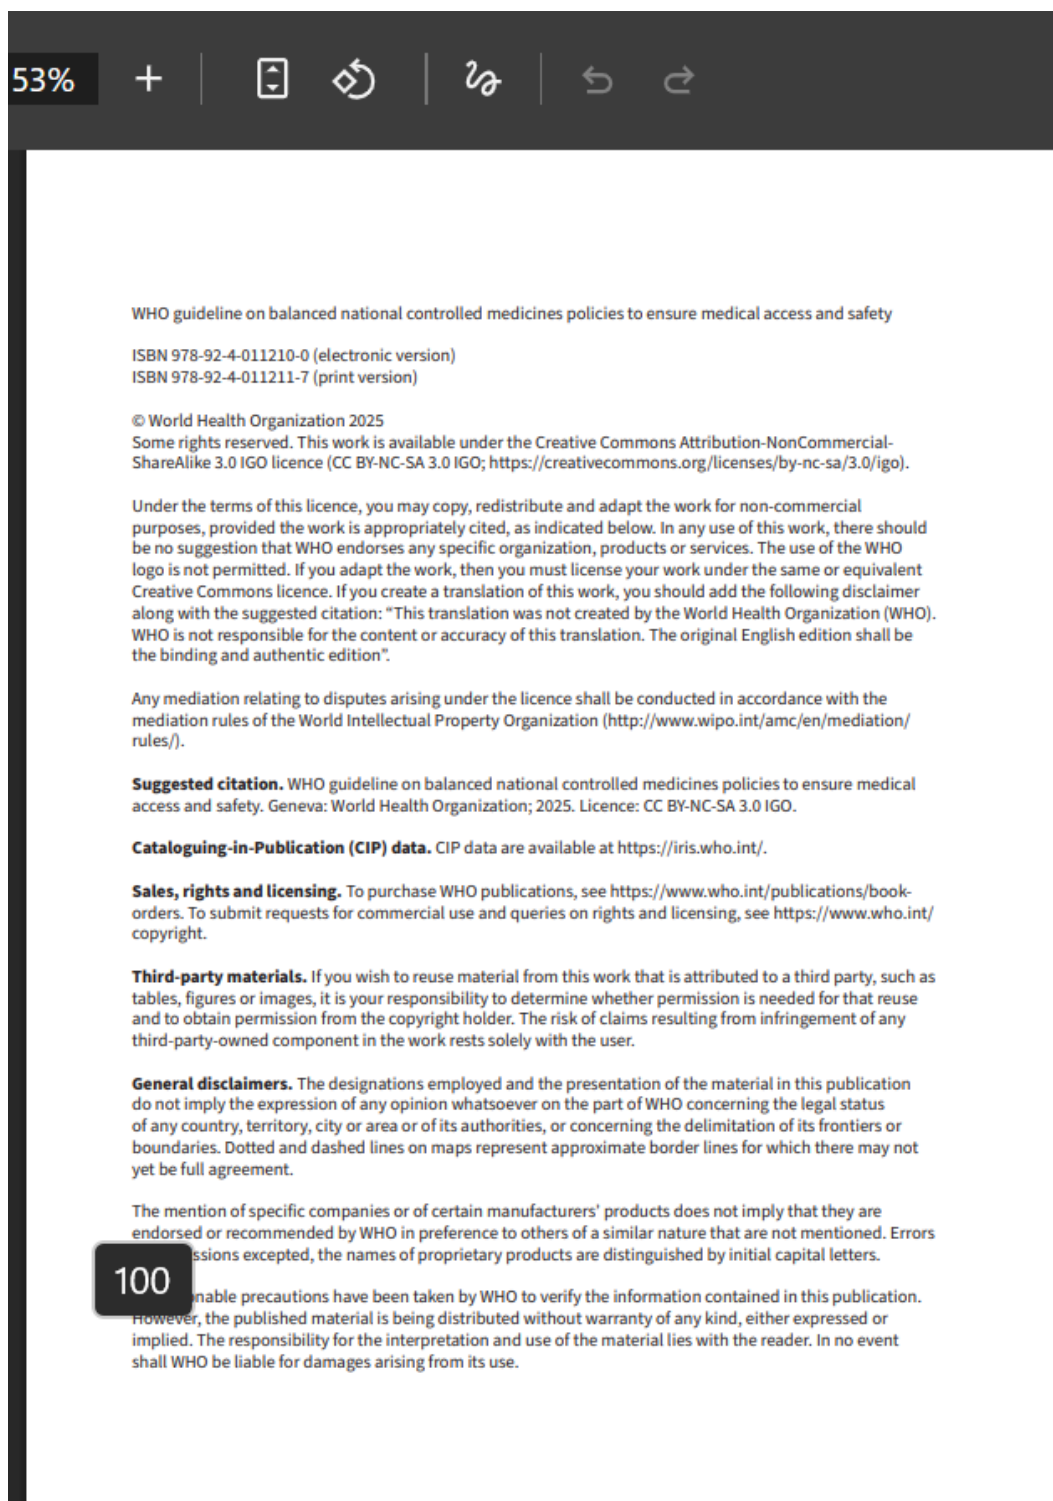 53%
WHO guideline on balanced national controlled medicines policies to ensure medical access and safety
ISBN 978-92-4-011210-0 (electronic version)
ISBN 978-92-4-011211-7 (print version)
© World Health Organization 2025
Some rights reserved. This work is available under the Creative Commons Attribution-NonCommercial-
ShareAlike 3.0 IGO licence (CC BY-NC-SA 3.0 IGO; https://creativecommons.org/licenses/by-nc-sa/3.0/igo).
Under the terms of this licence, you may copy, redistribute and adapt the work for non-commercial
purposes, provided the work is appropriately cited, as indicated below. In any use of this work, there should
be no suggestion that WHO endorses any specific organization, products or services. The use of the WHO
logo is not permitted. If you adapt the work, then you must license your work under the same or equivalent
Creative Commons licence. If you create a translation of this work, you should add the following disclaimer
along with the suggested citation: “This translation was not created by the World Health Organization (WHO).
WHO is not responsible for the content or accuracy of this translation. The original English edition shall be
the binding and authentic edition”.
Any mediation relating to disputes arising under the licence shall be conducted in accordance with the
mediation rules of the World Intellectual Property Organization (http://www.wipo.int/amc/en/mediation/
rules/).
Suggested citation. WHO guideline on balanced national controlled medicines policies to ensure medical
access and safety. Geneva: World Health Organization; 2025. Licence: CC BY-NC-SA 3.0 IGO.
Cataloguing-in-Publication (CIP) data. CIP data are available at https://iris.who.int/.
Sales, rights and licensing. To purchase WHO publications, see https://www.who.int/publications/book-
orders. To submit requests for commercial use and queries on rights and licensing, see https://www.who.int/
copyright.
Third-party materials. If you wish to reuse material from this work that is attributed to a third party, such as
tables, figures or images, it is your responsibility to determine whether permission is needed for that reuse
and to obtain permission from the copyright holder. The risk of claims resulting from infringement of any
third-party-owned component in the work rests solely with the user.
General disclaimers. The designations employed and the presentation of the material in this publication
do not imply the expression of any opinion whatsoever on the part of WHO concerning the legal status
of any country, territory, city or area or of its authorities, or concerning the delimitation of its frontiers or
boundaries. Dotted and dashed lines on maps represent approximate border lines for which there may not
yet be full agreement.
The mention of specific companies or of certain manufacturers’ products does not imply that they are
endorsed or recommended by WHO in preference to others of a similar nature that are not mentioned. Errors
excepted, the names of proprietary products are distinguished by initial capital letters.
100
precautions have been taken by WHO to verify the information contained in this publication.
However, the published material is being distributed without warranty of any kind, either expressed or
implied. The responsibility for the interpretation and use of the material lies with the reader. In no event
shall WHO be liable for damages arising from its use.